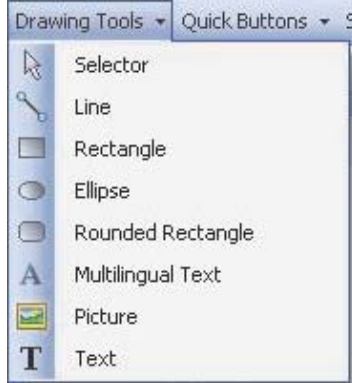 Drawing Tools Quick Buttons
Selector
Line
Rectangle
Ellipse
Rounded Rectangle
A Multilingual Text
Picture
T Text